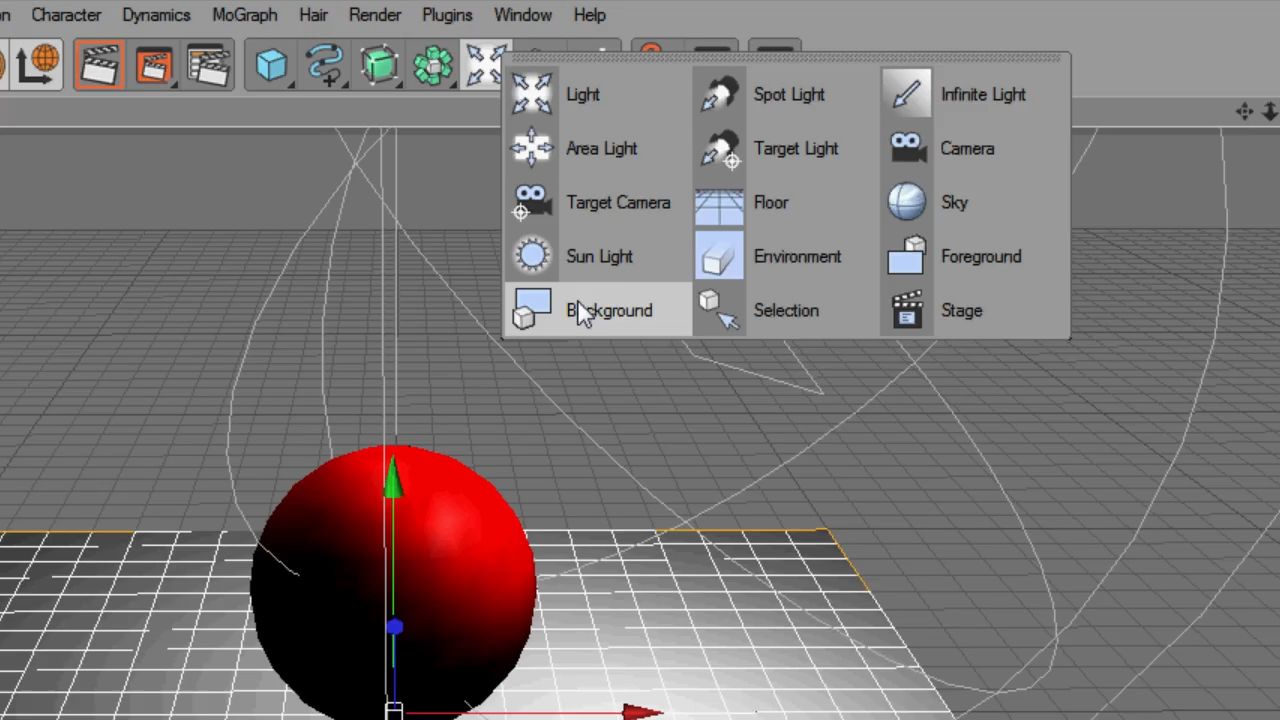 on Character Dynamics MoGraph Hair Render Plugins Window Help
Light Spot Light Infinite Light
Area Light Target Light Camera
Target Camera Floor Sky
Sun Light Environment Foreground
Background Selection Stage